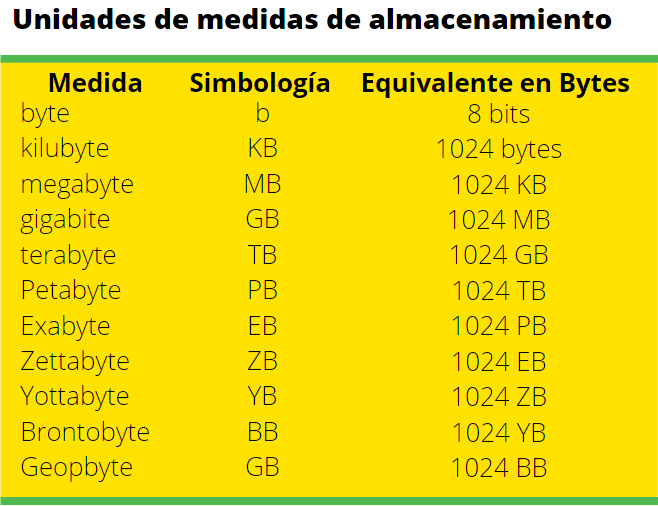 Unidades de medidas de almacenamiento
Medida Simbología Equivalente en Bytes
byte b 8 bits
kilubyte KB 1024 bytes
megabyte MB 1024 KB
gigabite GB 1024 MB
terabyte TB 1024 GB
Petabyte PB 1024 TB
Exabyte EB 1024 PB
Zettabyte ZB 1024 EB
Yottabyte YB 1024 ZB
Brontobyte BB 1024 YB
Geopbyte GB 1024 BB